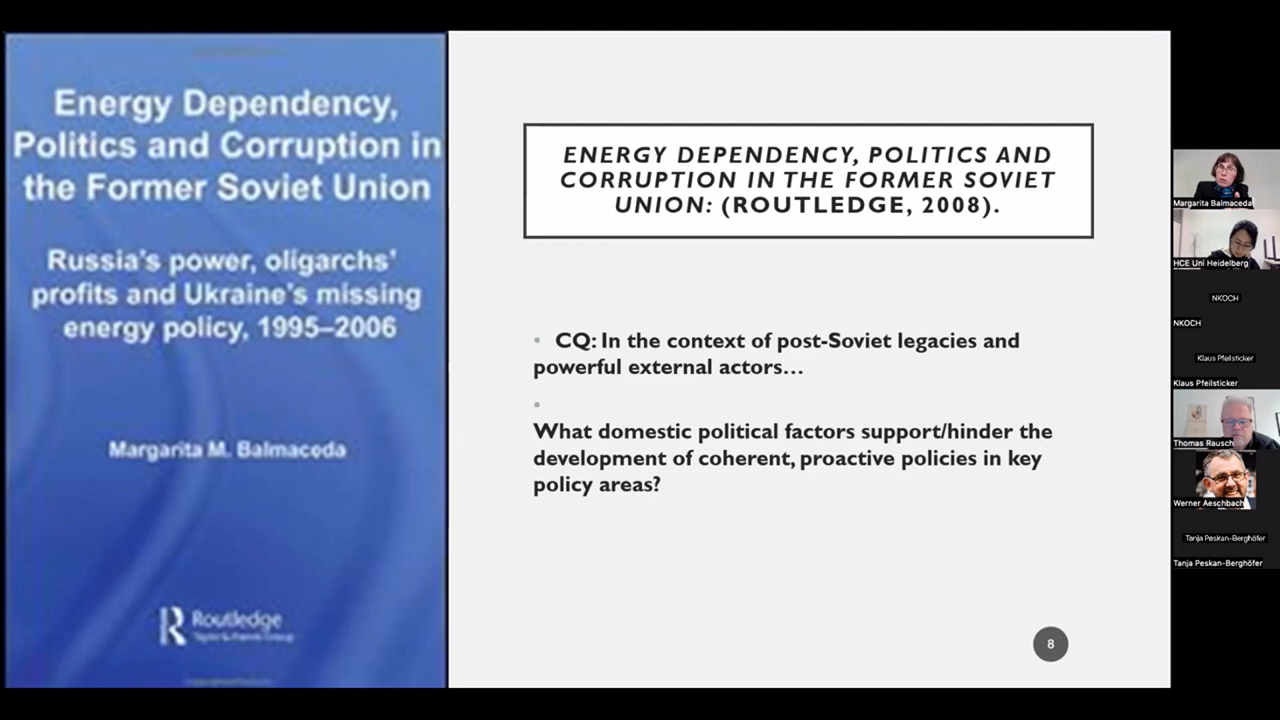 Energy Dependency,
Politics and Corruption in
the Former Soviet Union
Russia's power, oligarchs'
profits and Ukraine's missing
energy policy, 1995–2006
Margarita M. Balmaceda
Routledge
Taylor & Francis Group
ENERGY DEPENDENCY, POLITICS AND
CORRUPTION IN THE FORMER SOVIET
UNION: (ROUTLEDGE, 2008).
• CQ: In the context of post-Soviet legacies and
powerful external actors…
•
What domestic political factors support/hinder the
development of coherent, proactive policies in key
policy areas?
8
Margarita Balmaceda
HCE Uni Heidelberg
NKOCH
NKOCH
Klaus Pfeilsticker
Klaus Pfeilsticker
Thomas Rausch
Werner Aeschbach
Tanja Peskan-Berghöfer
Tanja Peskan-Berghöfer